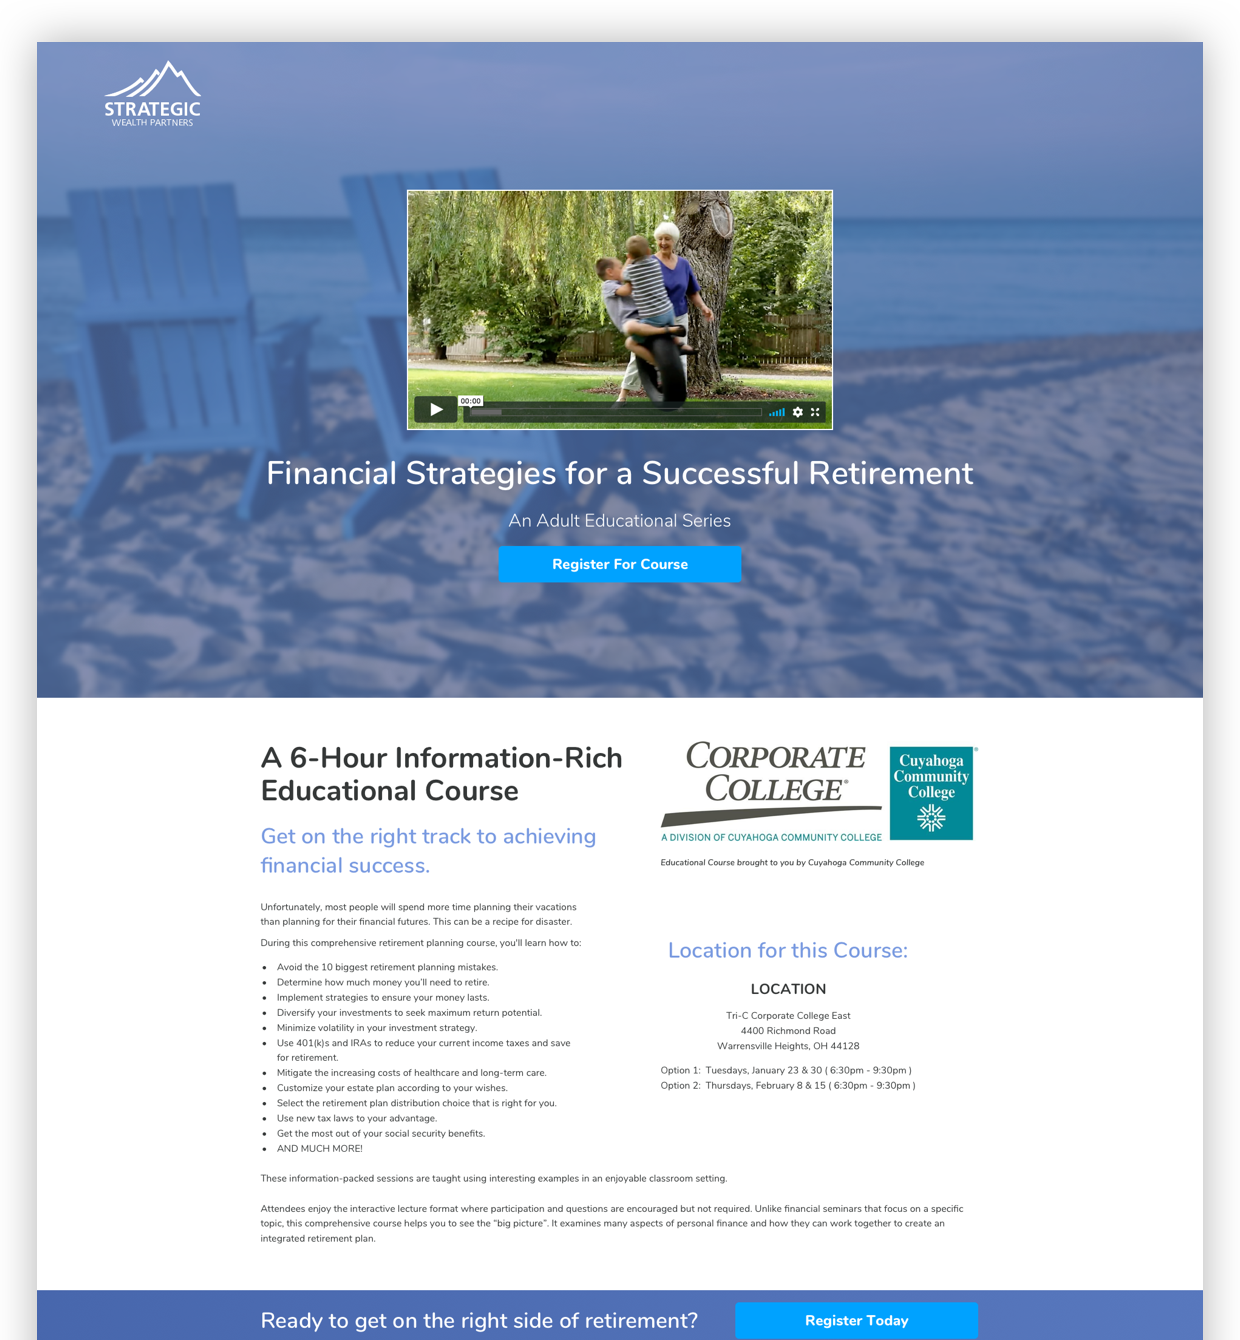 STRATEGIC
WEALTH PARTNERS
00:00
Financial Strategies for a Successful Retirement
An Adult Educational Series
Register For Course
A 6-Hour Information-Rich
Educational Course
Get on the right track to achieving
financial success.
Unfortunately, most people will spend more time planning their vacations
than planning for their financial futures. This can be a recipe for disaster.
During this comprehensive retirement planning course, you'll learn how to:
• Avoid the 10 biggest retirement planning mistakes.
• Determine how much money you'll need to retire.
• Implement strategies to ensure your money lasts.
• Diversify your investments to seek maximum return potential.
• Minimize volatility in your investment strategy.
• Use 401(k)s and IRAs to reduce your current income taxes and save
for retirement.
• Mitigate the increasing costs of healthcare and long-term care.
• Customize your estate plan according to your wishes.
• Select the retirement plan distribution choice that is right for you.
• Use new tax laws to your advantage.
• Get the most out of your social security benefits.
• AND MUCH MORE!
CORPORATE
COLLEGE®
A DIVISION OF CUYAHOGA COMMUNITY COLLEGE
Cuyahoga
Community
College
®
Educational Course brought to you by Cuyahoga Community College
Location for this Course:
LOCATION
Tri-C Corporate College East
4400 Richmond Road
Warrensville Heights, OH 44128
Option 1: Tuesdays, January 23 & 30 ( 6:30pm - 9:30pm )
Option 2: Thursdays, February 8 & 15 ( 6:30pm - 9:30pm )
These information-packed sessions are taught using interesting examples in an enjoyable classroom setting.
Attendees enjoy the interactive lecture format where participation and questions are encouraged but not required. Unlike financial seminars that focus on a specific
topic, this comprehensive course helps you to see the "big picture". It examines many aspects of personal finance and how they can work together to create an
integrated retirement plan.
Ready to get on the right side of retirement?
Register Today